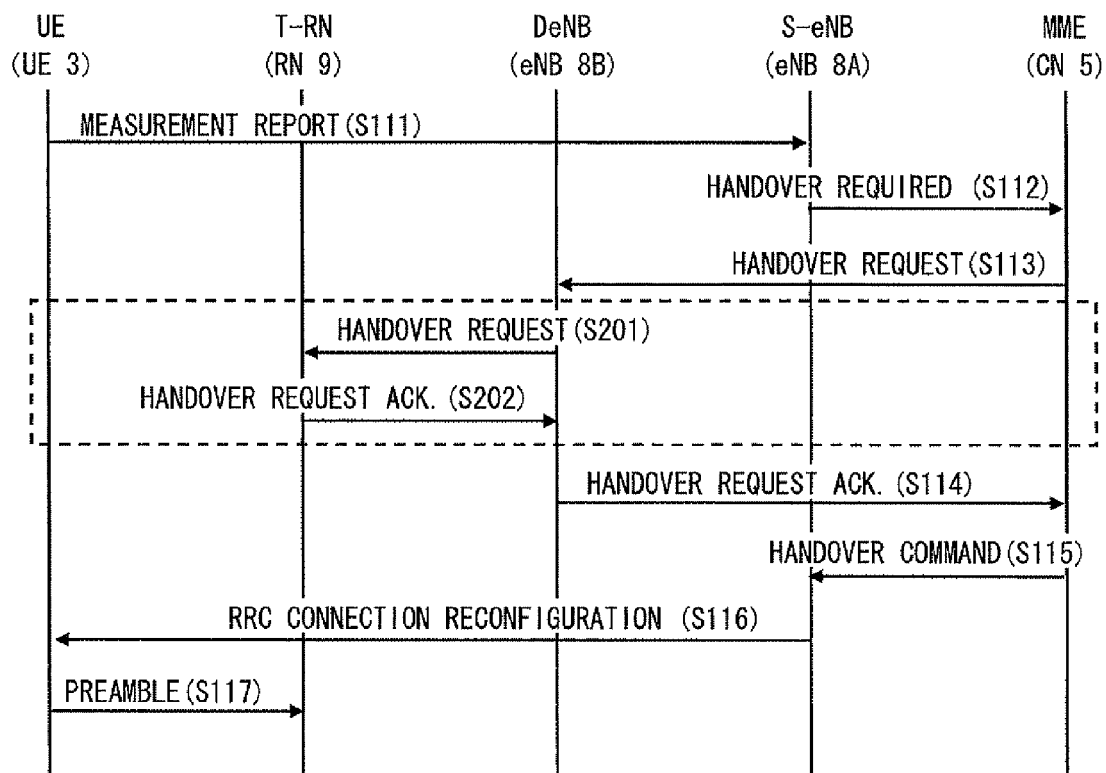 UE T-RN DeNB S-eNB MME
(UE 3) (RN 9) (eNB 8B) (eNB 8A) (CN 5)
MEASUREMENT REPORT(S111)
HANDOVER REQUIRED (S112)
HANDOVER REQUEST(S113)
HANDOVER REQUEST(S201)
HANDOVER REQUEST ACK. (S202)
HANDOVER REQUEST ACK. (S114)
HANDOVER COMMAND(S115)
RRC CONNECTION RECONFIGURATION (S116)
PREAMBLE(S117)